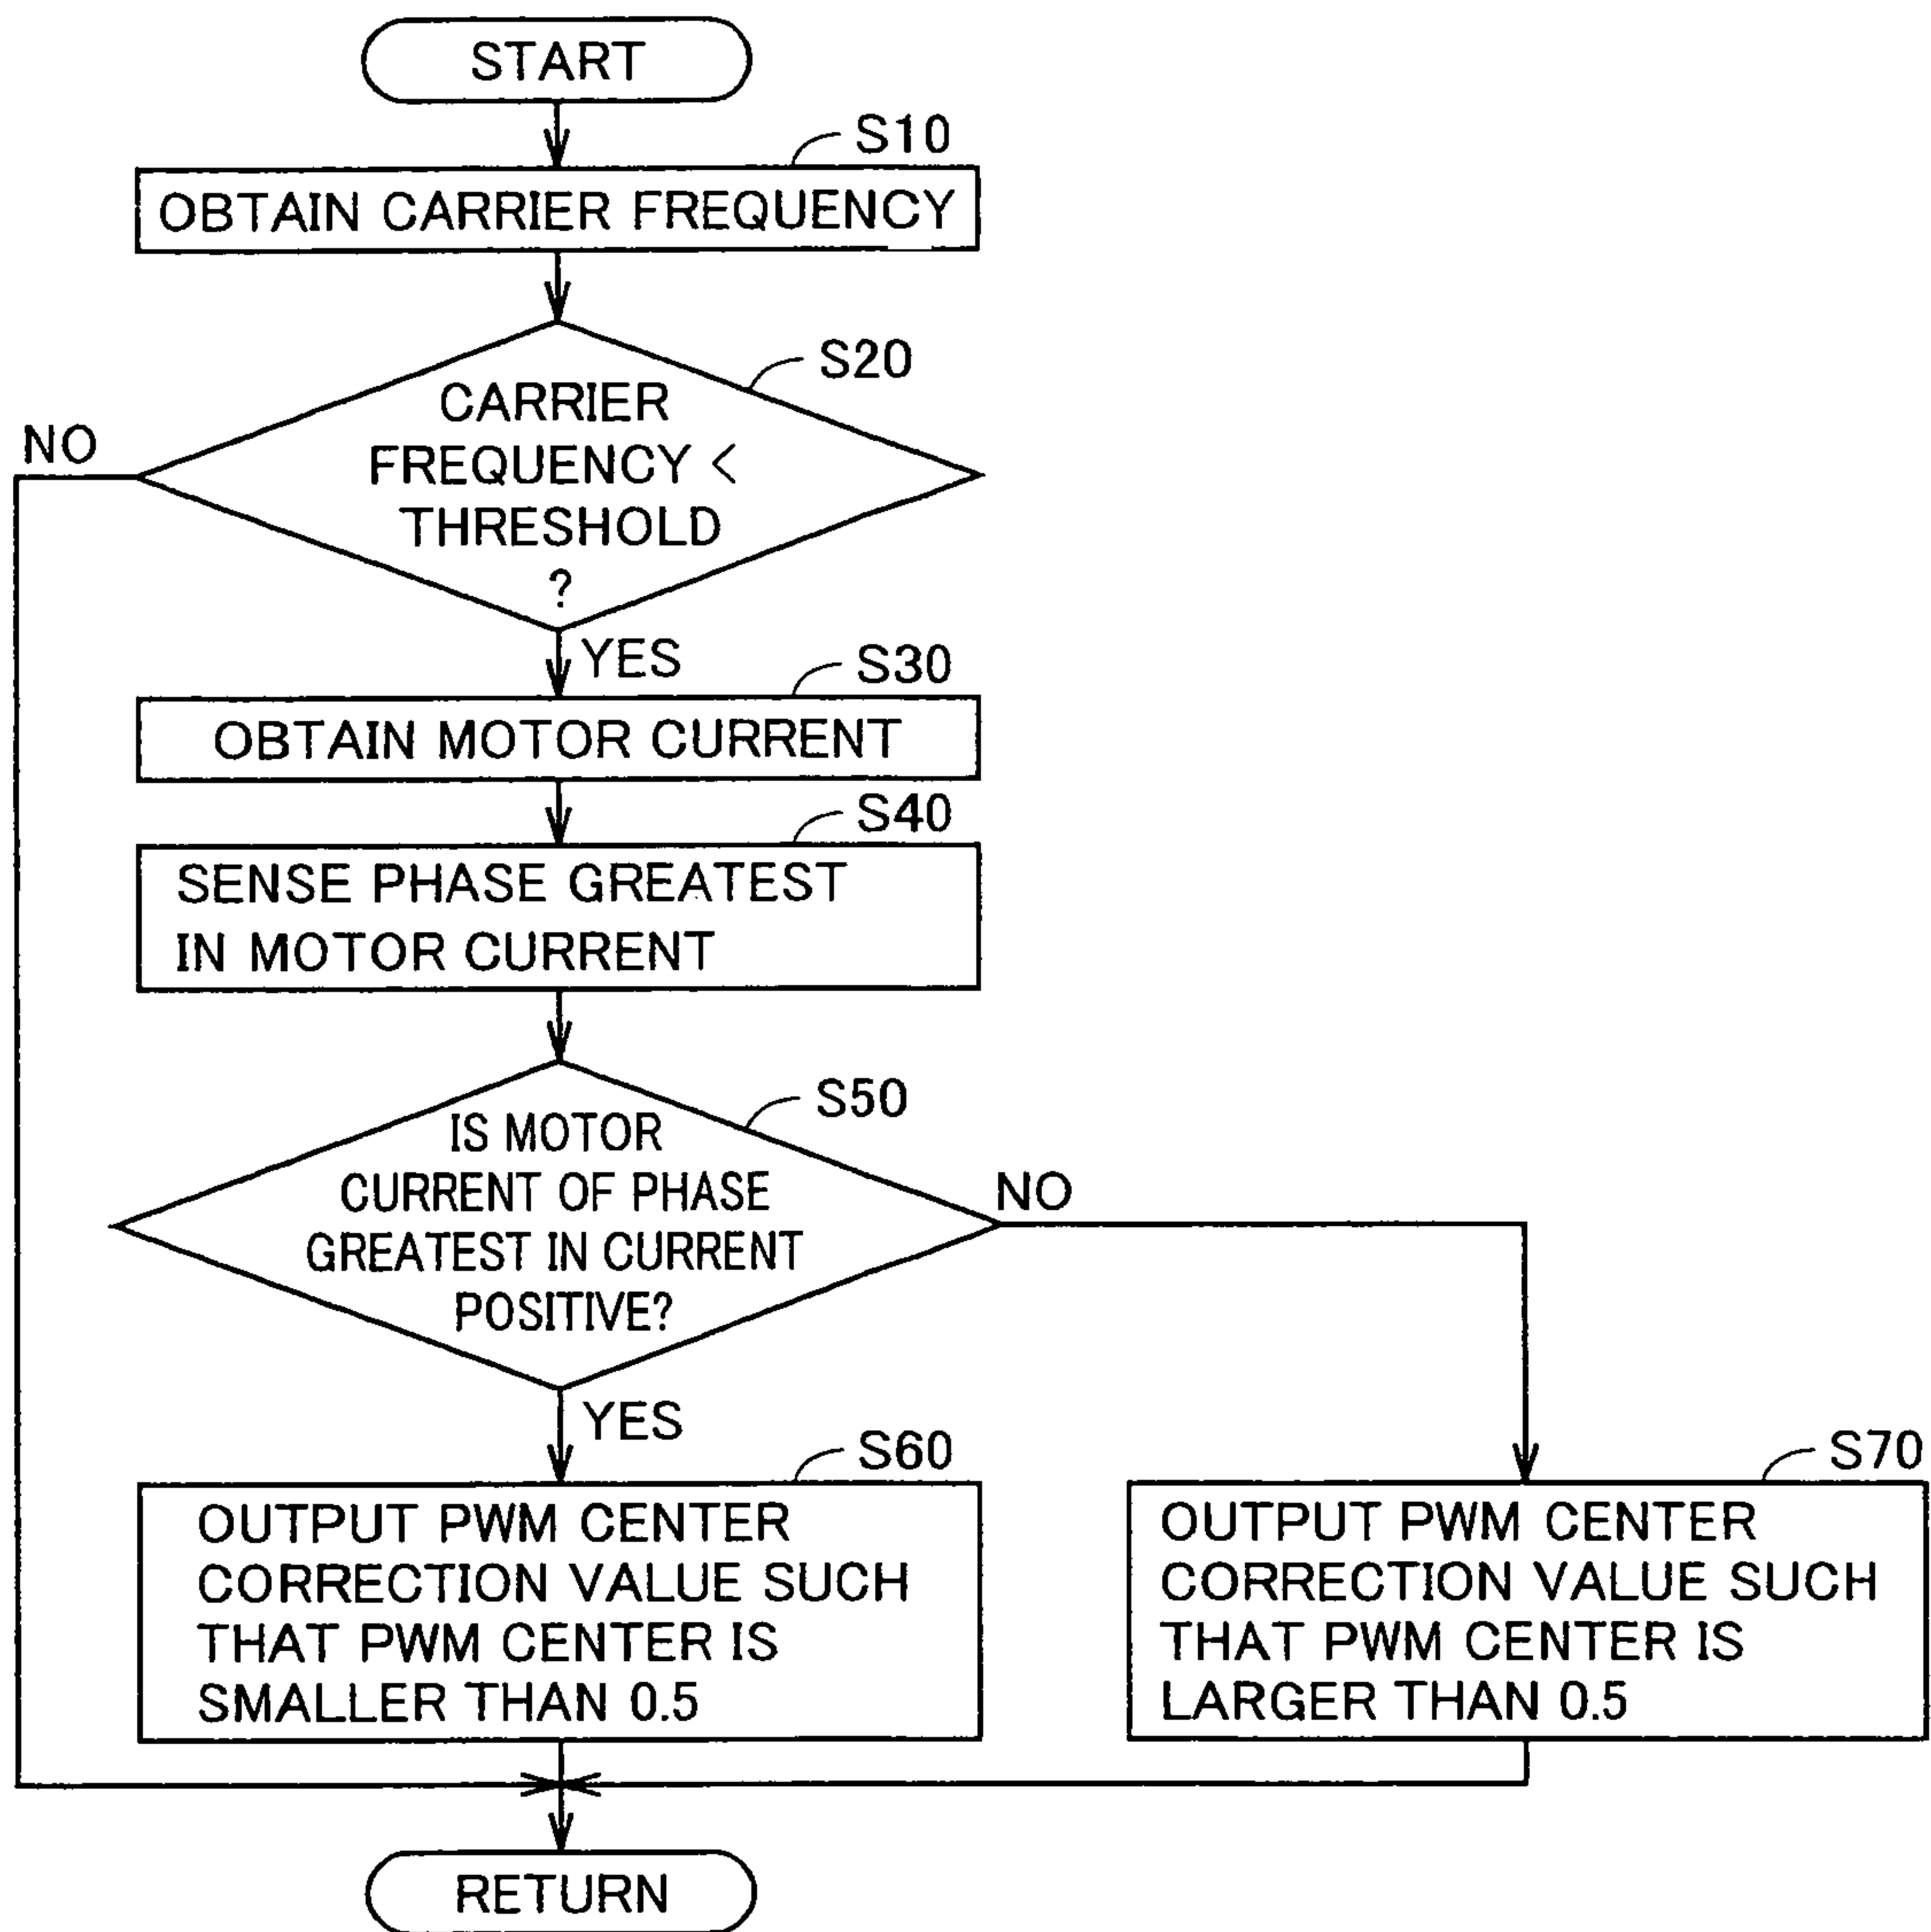 START
S10
OBTAIN CARRIER FREQUENCY
S20
CARRIER
FREQUENCY <
THRESHOLD
?
NO
YES
S30
OBTAIN MOTOR CURRENT
S40
SENSE PHASE GREATEST
IN MOTOR CURRENT
S50
IS MOTOR
CURRENT OF PHASE
GREATEST IN CURRENT
POSITIVE?
NO
YES
S60
OUTPUT PWM CENTER
CORRECTION VALUE SUCH
THAT PWM CENTER IS
SMALLER THAN 0.5
S70
OUTPUT PWM CENTER
CORRECTION VALUE SUCH
THAT PWM CENTER IS
LARGER THAN 0.5
RETURN